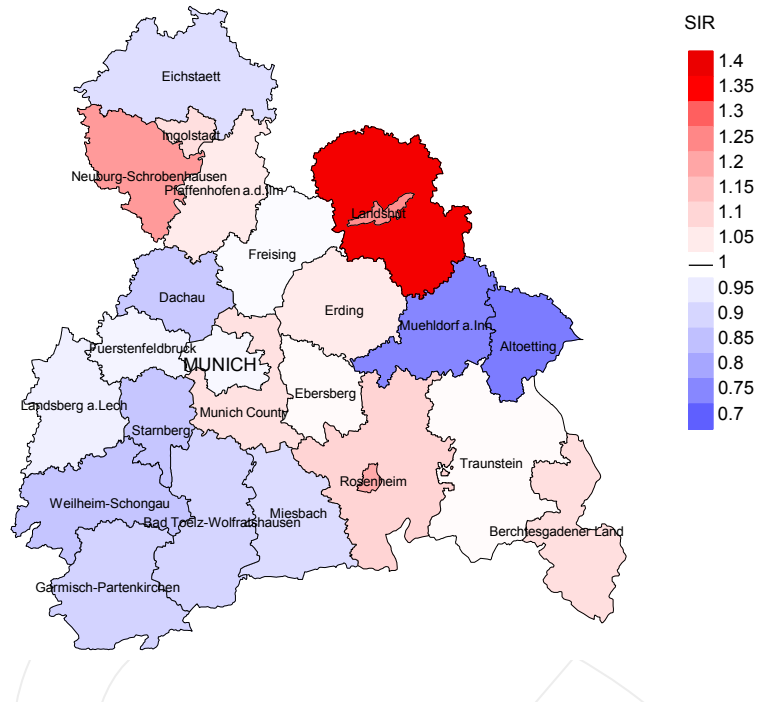 SIR
1.4
1.35
1.3
1.25
1.2
1.15
1.1
1.05
1
0.95
0.9
0.85
0.8
0.75
0.7
Eichstaett
Ingolstadt
Neuburg-Schrobenhausen
Pfaffenhofen a.d.Ilm
Landshut
Freising
Dachau
Erding
Muehldorf a.Inn
Altoetting
Fuerstenfeldbruck
MUNICH
Ebersberg
Landsberg a.Lech
Munich County
Starnberg
Traunstein
Rosenheim
Weilheim-Schongau
Miesbach
Bad Toelz-Wolfratshausen
Berchtesgadener Land
Garmisch-Partenkirchen